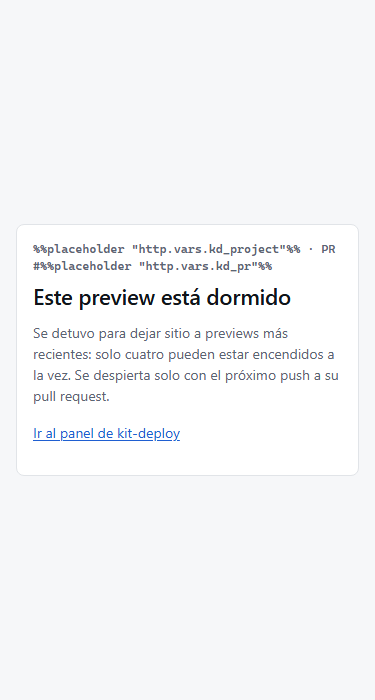 %%placeholder "http.vars.kd_project"%% · PR
#%%placeholder "http.vars.kd_pr"%%
Este preview está dormido
Se detuvo para dejar sitio a previews más
recientes: solo cuatro pueden estar encendidos a
la vez. Se despierta solo con el próximo push a su
pull request.
Ir al panel de kit-deploy